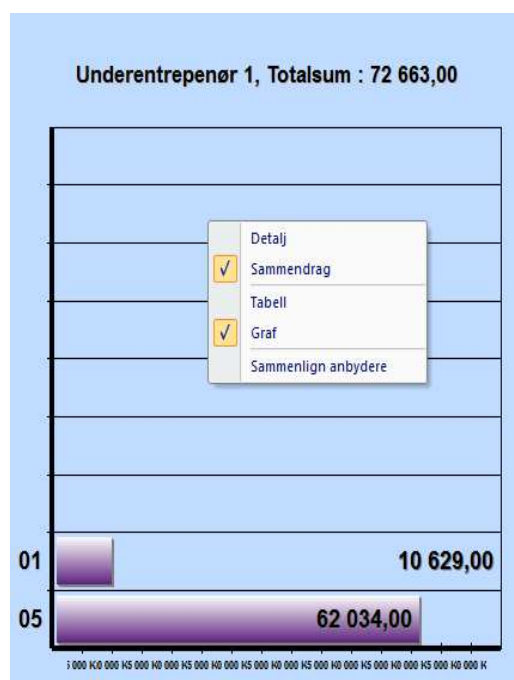 Underentrepenør 1, Totalsum : 72 663,00
Detalj
Sammendrag
Tabell
Graf
Sammenlign anbydere
01 10 629,00
05 62 034,00